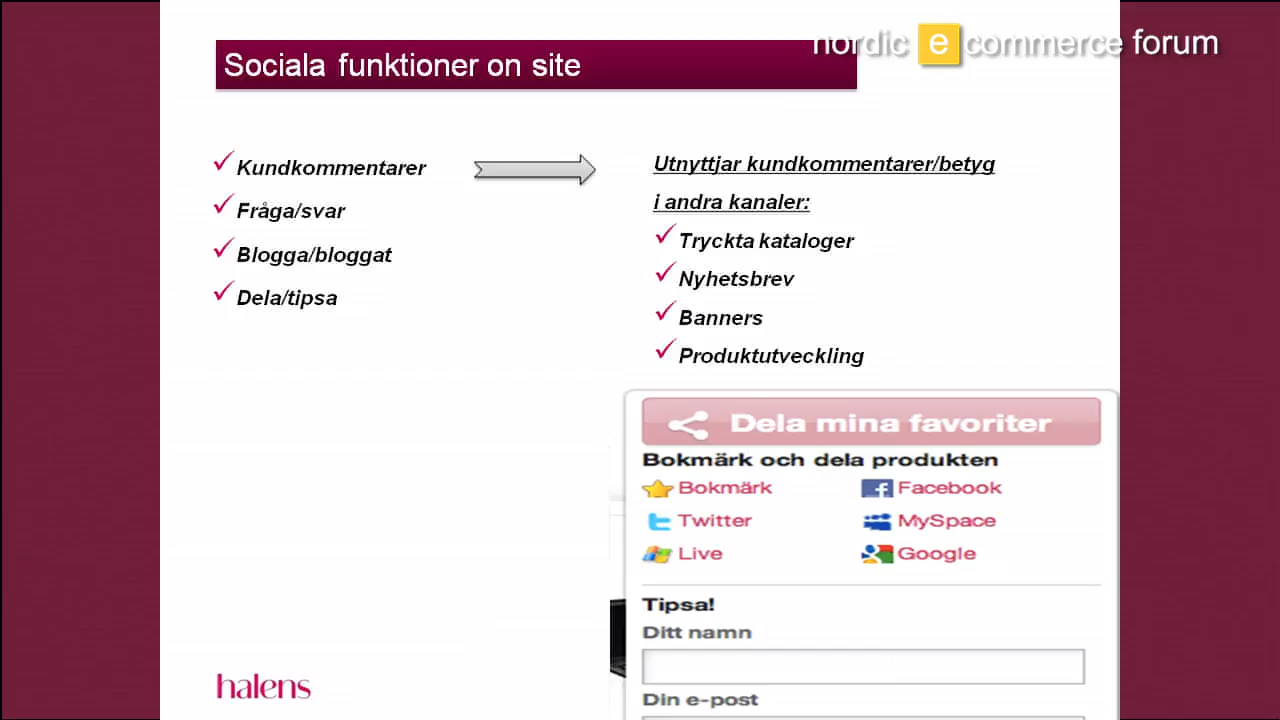 nordic e commerce forum
Sociala funktioner on site
Kundkommentarer
Fråga/svar
Blogga/bloggat
Dela/tipsa
Utnyttjar kundkommentarer/betyg
i andra kanaler:
Tryckta kataloger
Nyhetsbrev
Banners
Produktutveckling
Dela mina favoriter
Bokmärk och dela produkten
Bokmärk Facebook
Twitter MySpace
Live Google
Tipsa!
Ditt namn
Din e-post
halens